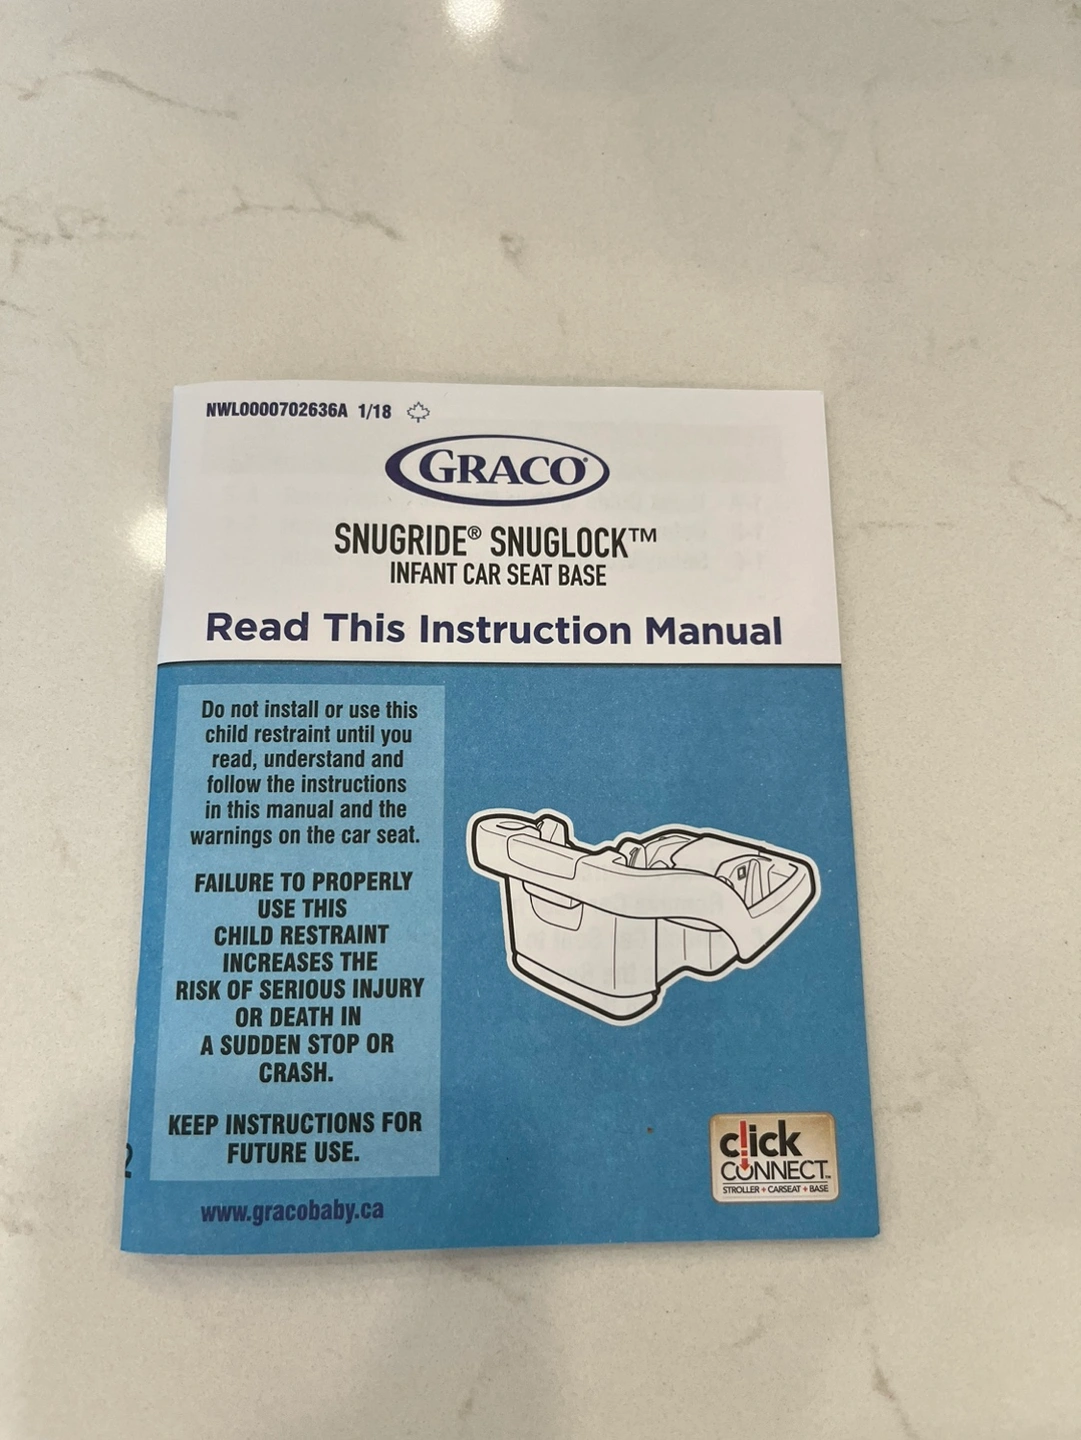 NWL0000702636A 1/18
GRACO®
SNUGRIDE® SNUGLOCK™
INFANT CAR SEAT BASE
Read This Instruction Manual
Do not install or use this
child restraint until you
read, understand and
follow the instructions
in this manual and the
warnings on the car seat.
FAILURE TO PROPERLY
USE THIS
CHILD RESTRAINT
INCREASES THE
RISK OF SERIOUS INJURY
OR DEATH IN
A SUDDEN STOP OR
CRASH.
KEEP INSTRUCTIONS FOR
FUTURE USE.
www.gracobaby.ca
click
CONNECT™
STROLLER + CARSEAT + BASE